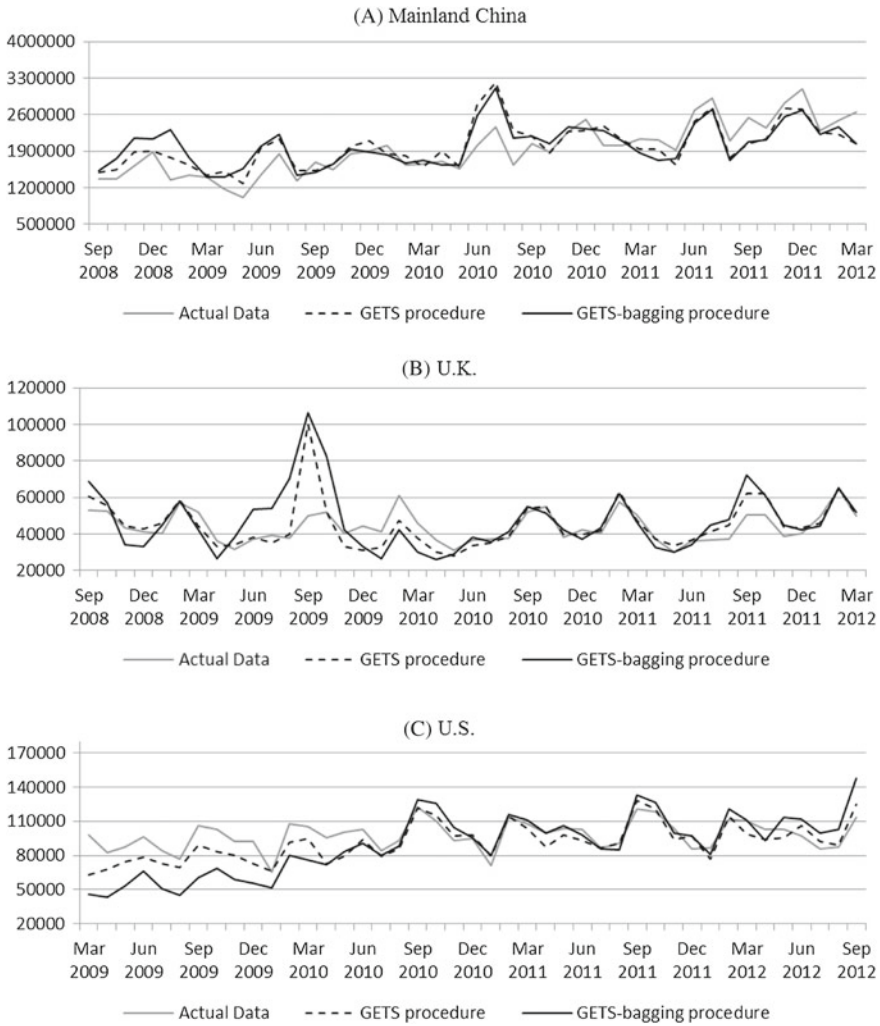 (A) Mainland China
4000000
3300000
2600000
1900000
1200000
500000
Sep Dec Mar Jun Sep Dec Mar Jun Sep Dec Mar Jun Sep Dec Mar
2008 2008 2009 2009 2009 2009 2010 2010 2010 2010 2011 2011 2011 2011 2012
Actual Data GETS procedure GETS-bagging procedure
(B) U.K.
120000
100000
80000
60000
40000
20000
Sep Dec Mar Jun Sep Dec Mar Jun Sep Dec Mar Jun Sep Dec Mar
2008 2008 2009 2009 2009 2009 2010 2010 2010 2010 2011 2011 2011 2011 2012
Actual Data GETS procedure GETS-bagging procedure
(C) U.S.
170000
140000
110000
80000
50000
20000
Mar Jun Sep Dec Mar Jun Sep Dec Mar Jun Sep Dec Mar Jun Sep
2009 2009 2009 2009 2010 2010 2010 2010 2011 2011 2011 2011 2012 2012 2012
Actual Data GETS procedure GETS-bagging procedure